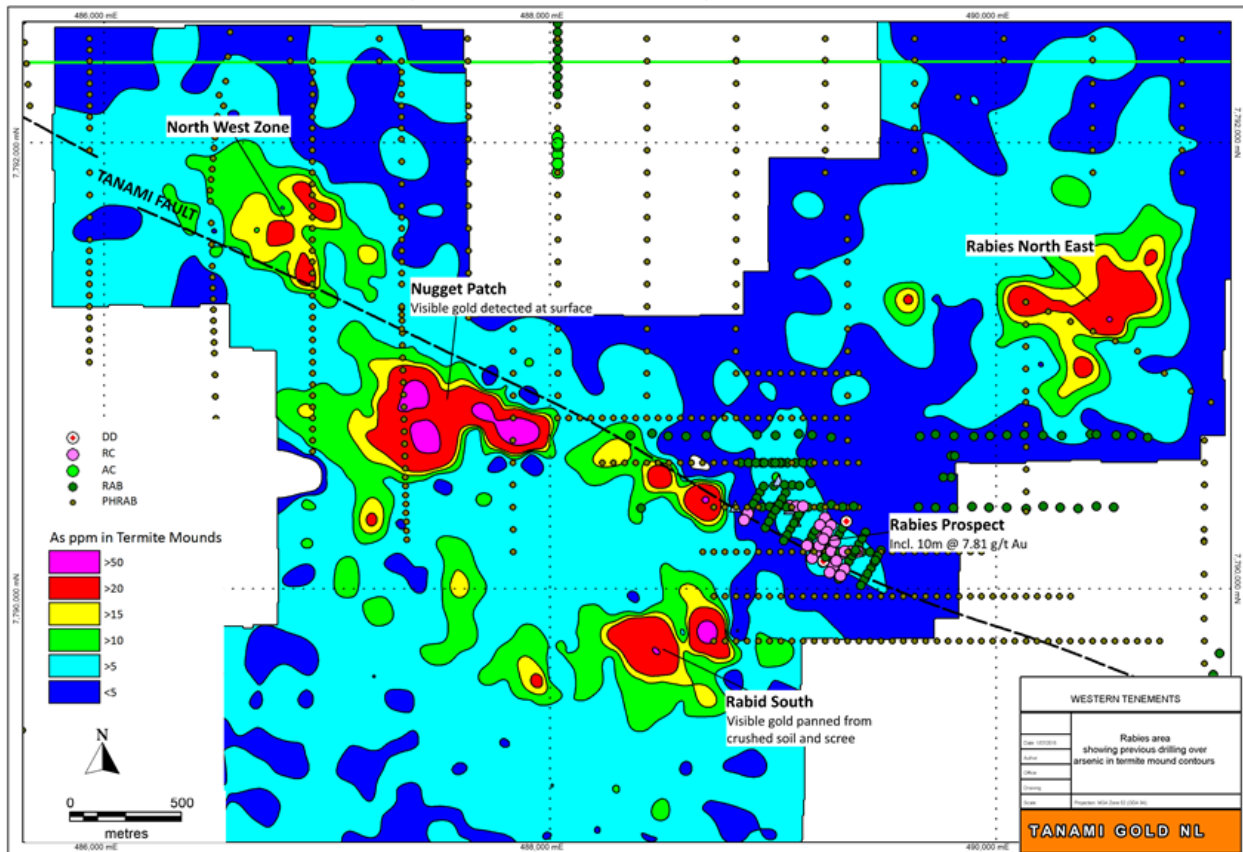 486,000 mE
488,000 mE
490,000 mE
7,792,000 mN
7,792,000 mN
North West Zone
TANAMI FAULT
Nugget Patch
Visible gold detected at surface
Rabies North East
DD
RC
AC
RAB
PHRAB
As ppm in Termite Mounds
>50
>20
>15
>10
>5
<5
Rabies Prospect
Incl. 10m @ 7.81 g/t Au
7,790,000 mN
7,790,000 mN
Rabid South
Visible gold panned from
crushed soil and scree
N
0 500
metres
WESTERN TENEMENTS
Rabies area
showing previous drilling over
arsenic in termite mound contours
Date
Author
Office
Drawing
Scale
TANAMI GOLD NL
486,000 mE
488,000 mE
490,000 mE